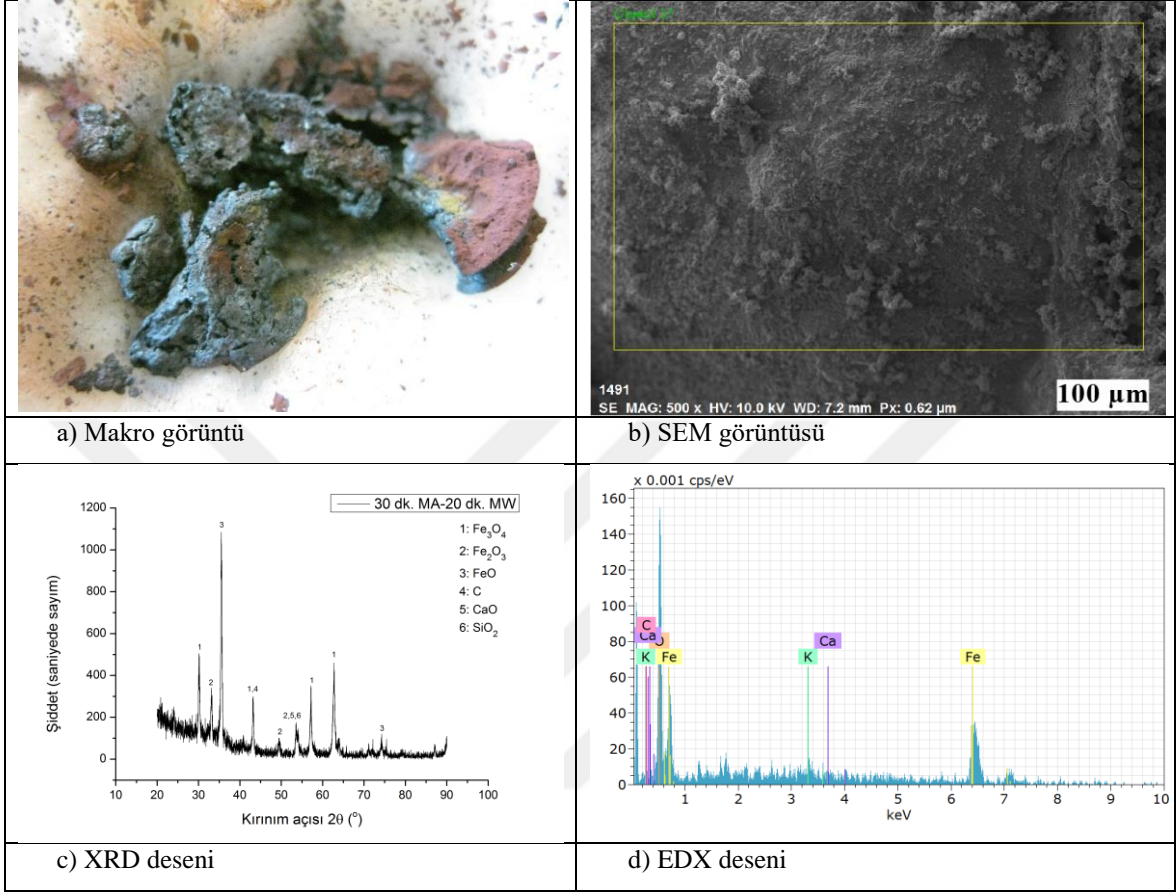 1491
SE MAG: 500 x HV: 10.0 kV WD: 7.2 mm Px: 0.62 µm
100 µm
a) Makro görüntü
b) SEM görüntüsü
30 dk. MA-20 dk. MW
1: Fe₃O₄
2: Fe₂O₃
3: FeO
4: C
5: CaO
6: SiO₂
Şiddet (saniyede sayım)
1200
1000
800
600
400
200
0
1
2
3
1,4
2
2,5,6
1
1
3
10 20 30 40 50 60 70 80 90 100
Kırınım açısı 2θ (°)
x 0.001 cps/eV
160
140
120
100
80
60
40
20
0
C
Ca
O
K Fe
K
Ca
Fe
1 2 3 4 5 6 7 8 9 10
keV
c) XRD deseni
d) EDX deseni